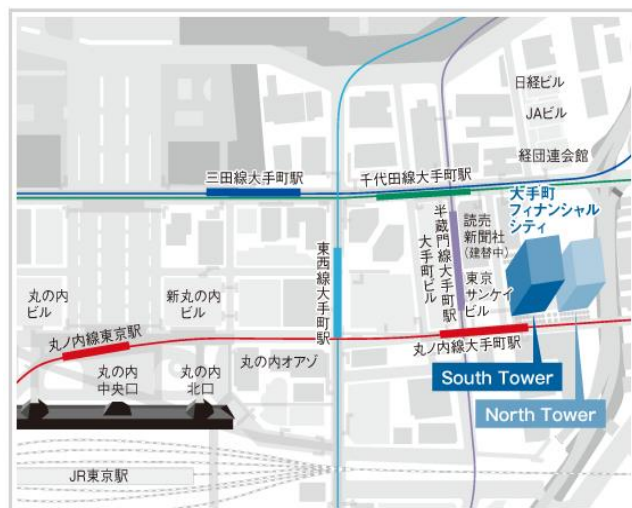 日経ビル
JAビル
経団連会館
三田線大手町駅
千代田線大手町駅
大手町
フィナンシャル
シティ
半蔵門線大手町駅
大手町ビル
読売
新聞社
(建替中)
東京
サンケイ
ビル
東西線大手町駅
丸の内
ビル
新丸の内
ビル
丸ノ内線東京駅
丸の内オアゾ
丸ノ内線大手町駅
丸の内
中央口
丸の内
北口
South Tower
North Tower
JR東京駅